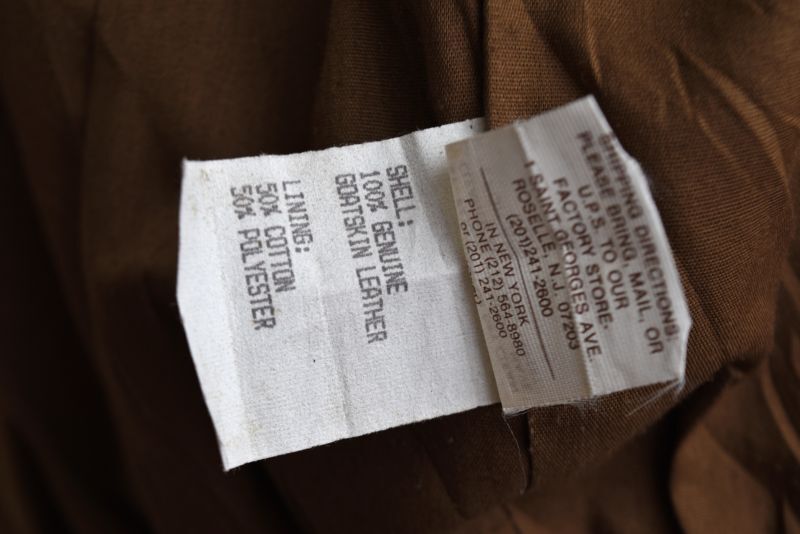 SHELL:
100% GENUINE
GOATSKIN LEATHER
LINING:
50% COTTON
50% POLYESTER
SHIPPING DIRECTIONS:
PLEASE BRING, MAIL, OR
U.P.S. TO OUR
FACTORY STORE.
1 SAINT GEORGES AVE.
ROSELLE, N.J. 07203
(201)241-2600
IN NEW YORK
PHONE (212) 564-8980
or (201) 241-2600